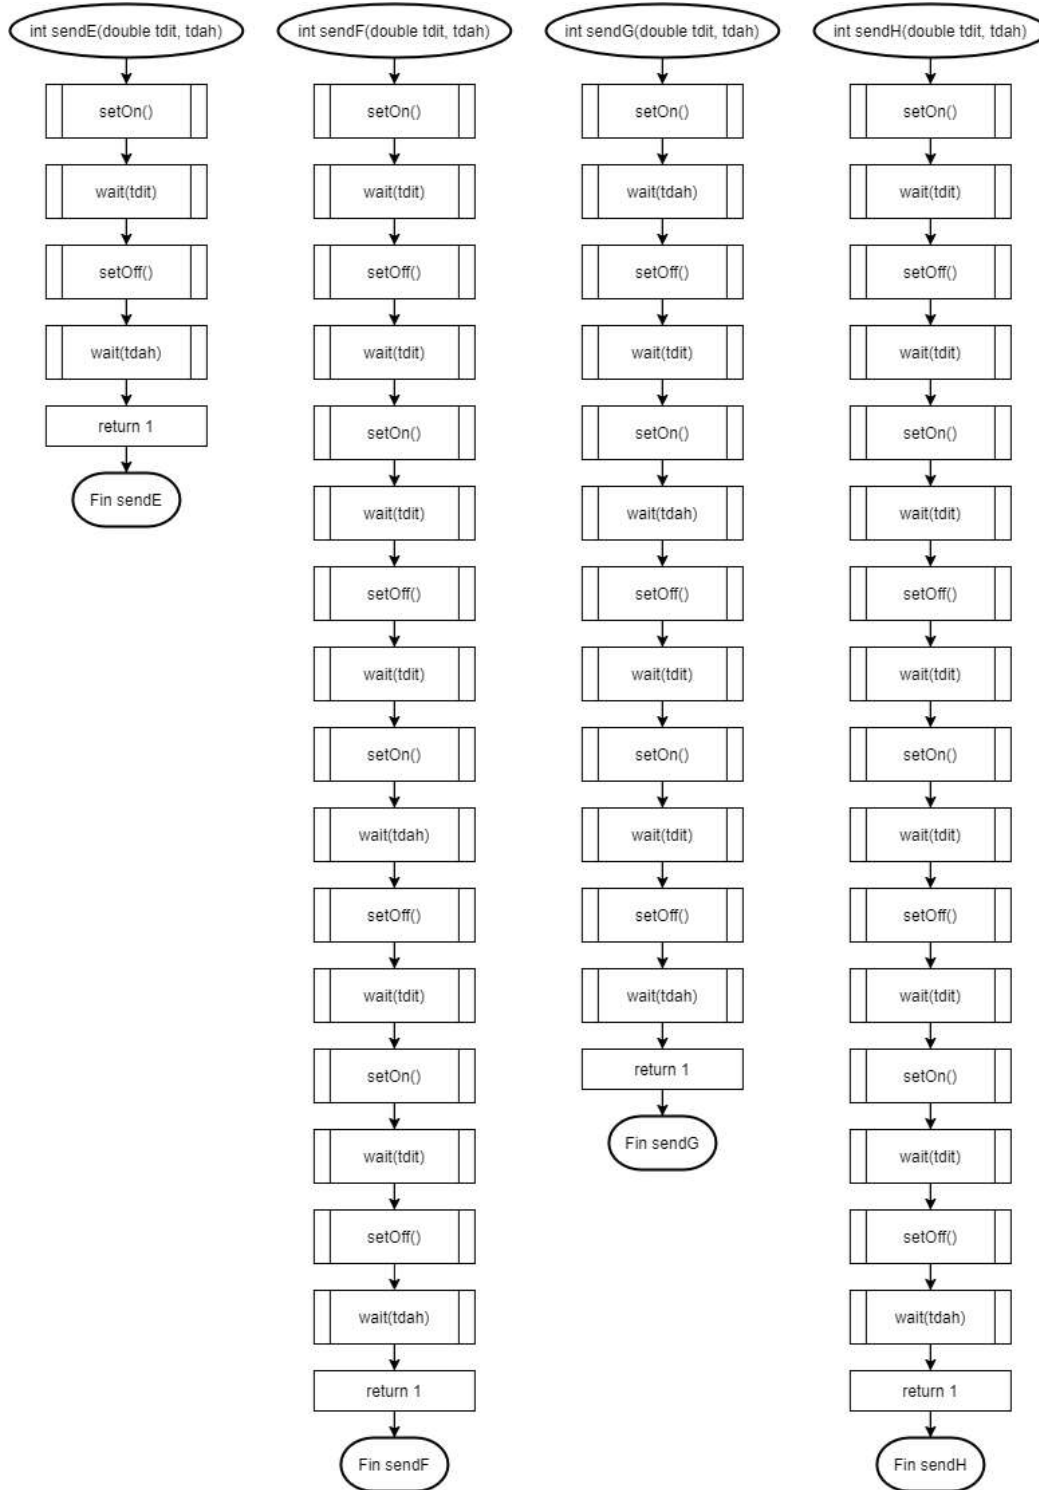 int sendE(double tdit, tdah)
setOn()
wait(tdit)
setOff()
wait(tdah)
return 1
Fin sendE
int sendF(double tdit, tdah)
setOn()
wait(tdit)
setOff()
wait(tdit)
setOn()
wait(tdit)
setOff()
wait(tdit)
setOn()
wait(tdah)
setOff()
wait(tdit)
setOn()
wait(tdit)
setOff()
wait(tdah)
return 1
Fin sendF
int sendG(double tdit, tdah)
setOn()
wait(tdah)
setOff()
wait(tdit)
setOn()
wait(tdah)
setOff()
wait(tdit)
setOn()
wait(tdit)
setOff()
wait(tdah)
return 1
Fin sendG
int sendH(double tdit, tdah)
setOn()
wait(tdit)
setOff()
wait(tdit)
setOn()
wait(tdit)
setOff()
wait(tdit)
setOn()
wait(tdit)
setOff()
wait(tdit)
setOn()
wait(tdit)
setOff()
wait(tdah)
return 1
Fin sendH